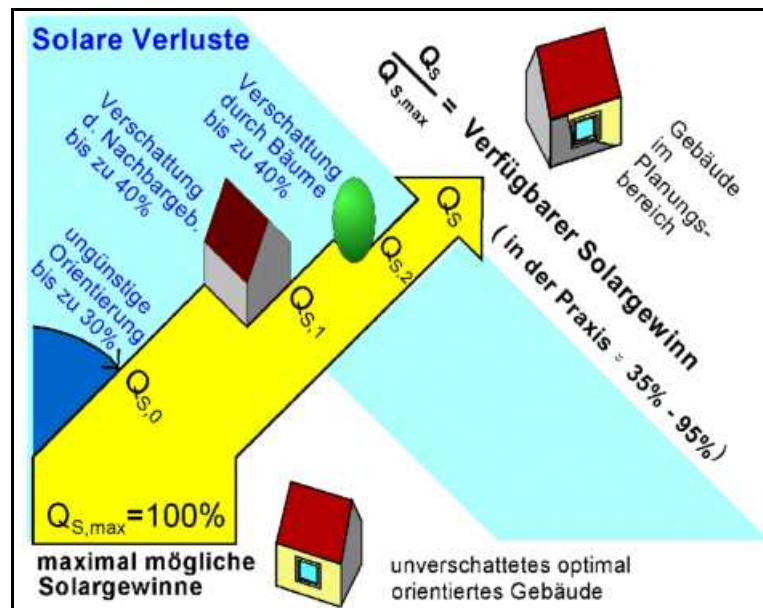 Solare Verluste
Verschattung
d. Nachbargeb.
bis zu 40%
Verschattung
durch Bäume
bis zu 40%
ungünstige
Orientierung
bis zu 30%
Q_S,0
Q_S,1
Q_S,2
Q_S
Q_s
Q_s,max
= Verfügbarer Solargewinn
( in der Praxis ≈ 35% - 95%)
Gebäude
im
Planungs-
bereich
Q_S,max=100%
maximal mögliche
Solargewinne
unverschattetes optimal
orientiertes Gebäude